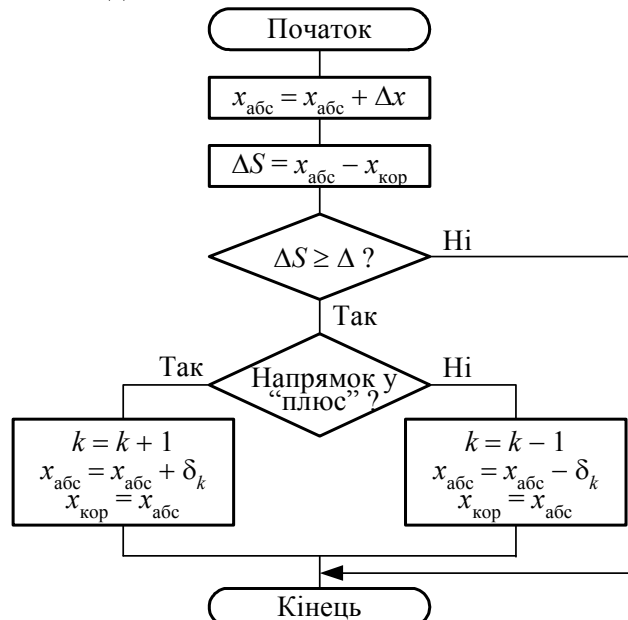 Початок
x_абс = x_абс + Δx
ΔS = x_абс − x_кор
ΔS ≥ Δ ?
Ні
Так
Так
Напрямок у
“плюс” ?
Ні
k = k + 1
x_абс = x_абс + δ_k
x_кор = x_абс
k = k − 1
x_абс = x_абс − δ_k
x_кор = x_абс
Кінець